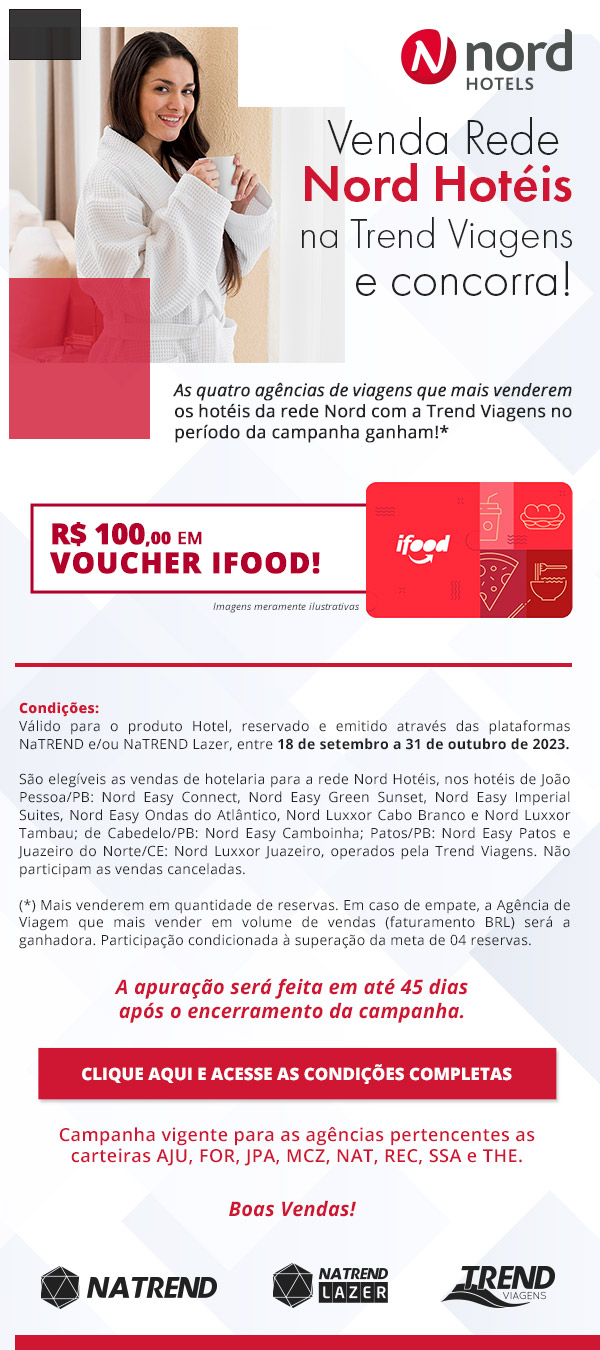 nord
HOTELS
Venda Rede
Nord Hotéis
na Trend Viagens
e concorra!
As quatro agências de viagens que mais venderem
os hotéis da rede Nord com a Trend Viagens no
período da campanha ganham!*
R$ 100,00 EM
VOUCHER IFOOD!
ifood
Imagens meramente ilustrativas
Condições:
Válido para o produto Hotel, reservado e emitido através das plataformas
NaTREND e/ou NaTREND Lazer, entre 18 de setembro a 31 de outubro de 2023.
São elegíveis as vendas de hotelaria para a rede Nord Hotéis, nos hotéis de João
Pessoa/PB: Nord Easy Connect, Nord Easy Green Sunset, Nord Easy Imperial
Suites, Nord Easy Ondas do Atlântico, Nord Luxxor Cabo Branco e Nord Luxxor
Tambau; de Cabedelo/PB: Nord Easy Camboinha; Patos/PB: Nord Easy Patos e
Juazeiro do Norte/CE: Nord Luxxor Juazeiro, operados pela Trend Viagens. Não
participam as vendas canceladas.
(*) Mais venderem em quantidade de reservas. Em caso de empate, a Agência de
Viagem que mais vender em volume de vendas (faturamento BRL) será a
ganhadora. Participação condicionada à superação da meta de 04 reservas.
A apuração será feita em até 45 dias
após o encerramento da campanha.
CLIQUE AQUI E ACESSE AS CONDIÇÕES COMPLETAS
Campanha vigente para as agências pertencentes as
carteiras AJU, FOR, JPA, MCZ, NAT, REC, SSA e THE.
Boas Vendas!
NATREND
NATREND
LAZER
TREND
VIAGENS